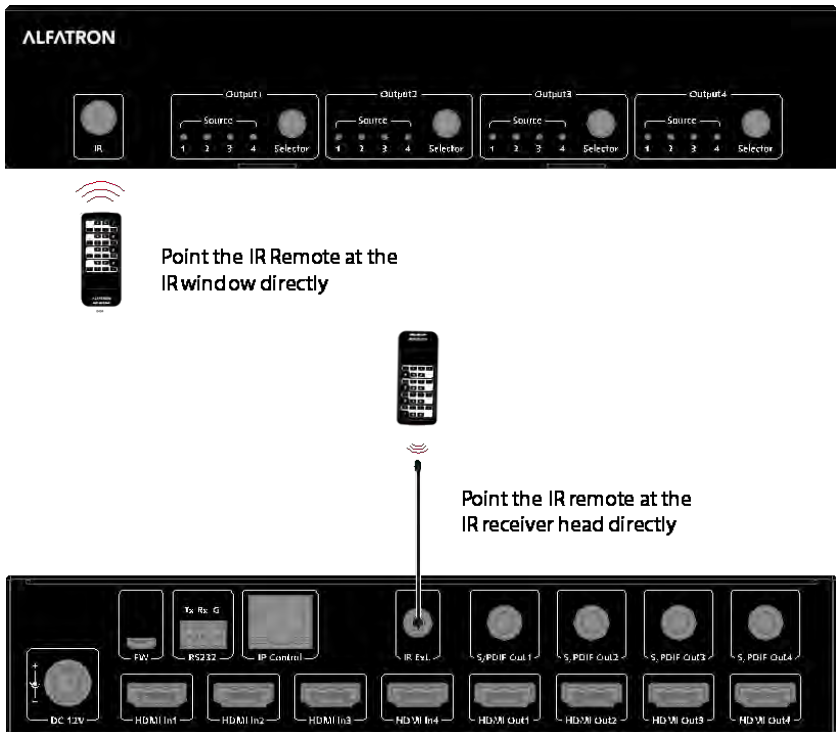 ALFATRON
Output1 Output2 Output3 Output4
Source Source Source Source
IR 1 2 3 4 Selector 1 2 3 4 Selector 1 2 3 4 Selector 1 2 3 4 Selector
Point the IR Remote at the
IR window directly
Point the IR remote at the
IR receiver head directly
Tx Rx G
FW RS232 IP Control IR Ext. S/PDIF Out1 S/PDIF Out2 S/PDIF Out3 S/PDIF Out4
DC 12V HDMI In1 HDMI In2 HDMI In3 HDMI In4 HDMI Out1 HDMI Out2 HDMI Out3 HDMI Out4